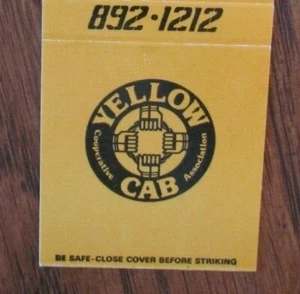 892·1212
YELLOW
Cooperative Association
CAB
BE SAFE-CLOSE COVER BEFORE STRIKING